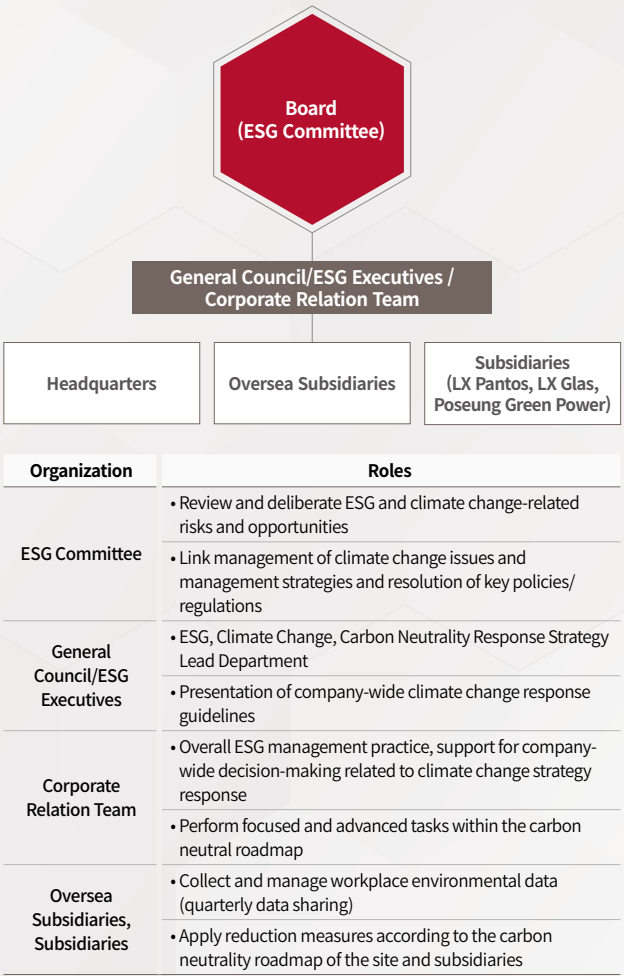 Board
(ESG Committee)
General Council/ESG Executives /
Corporate Relation Team
Headquarters
Oversea Subsidiaries
Subsidiaries
(LX Pantos, LX Glas,
Poseung Green Power)
Organization
Roles
ESG Committee
• Review and deliberate ESG and climate change-related
risks and opportunities
• Link management of climate change issues and
management strategies and resolution of key policies/
regulations
General
Council/ESG
Executives
• ESG, Climate Change, Carbon Neutrality Response Strategy
Lead Department
• Presentation of company-wide climate change response
guidelines
Corporate
Relation Team
• Overall ESG management practice, support for company-
wide decision-making related to climate change strategy
response
• Perform focused and advanced tasks within the carbon
neutral roadmap
Oversea
Subsidiaries,
Subsidiaries
• Collect and manage workplace environmental data
(quarterly data sharing)
• Apply reduction measures according to the carbon
neutrality roadmap of the site and subsidiaries